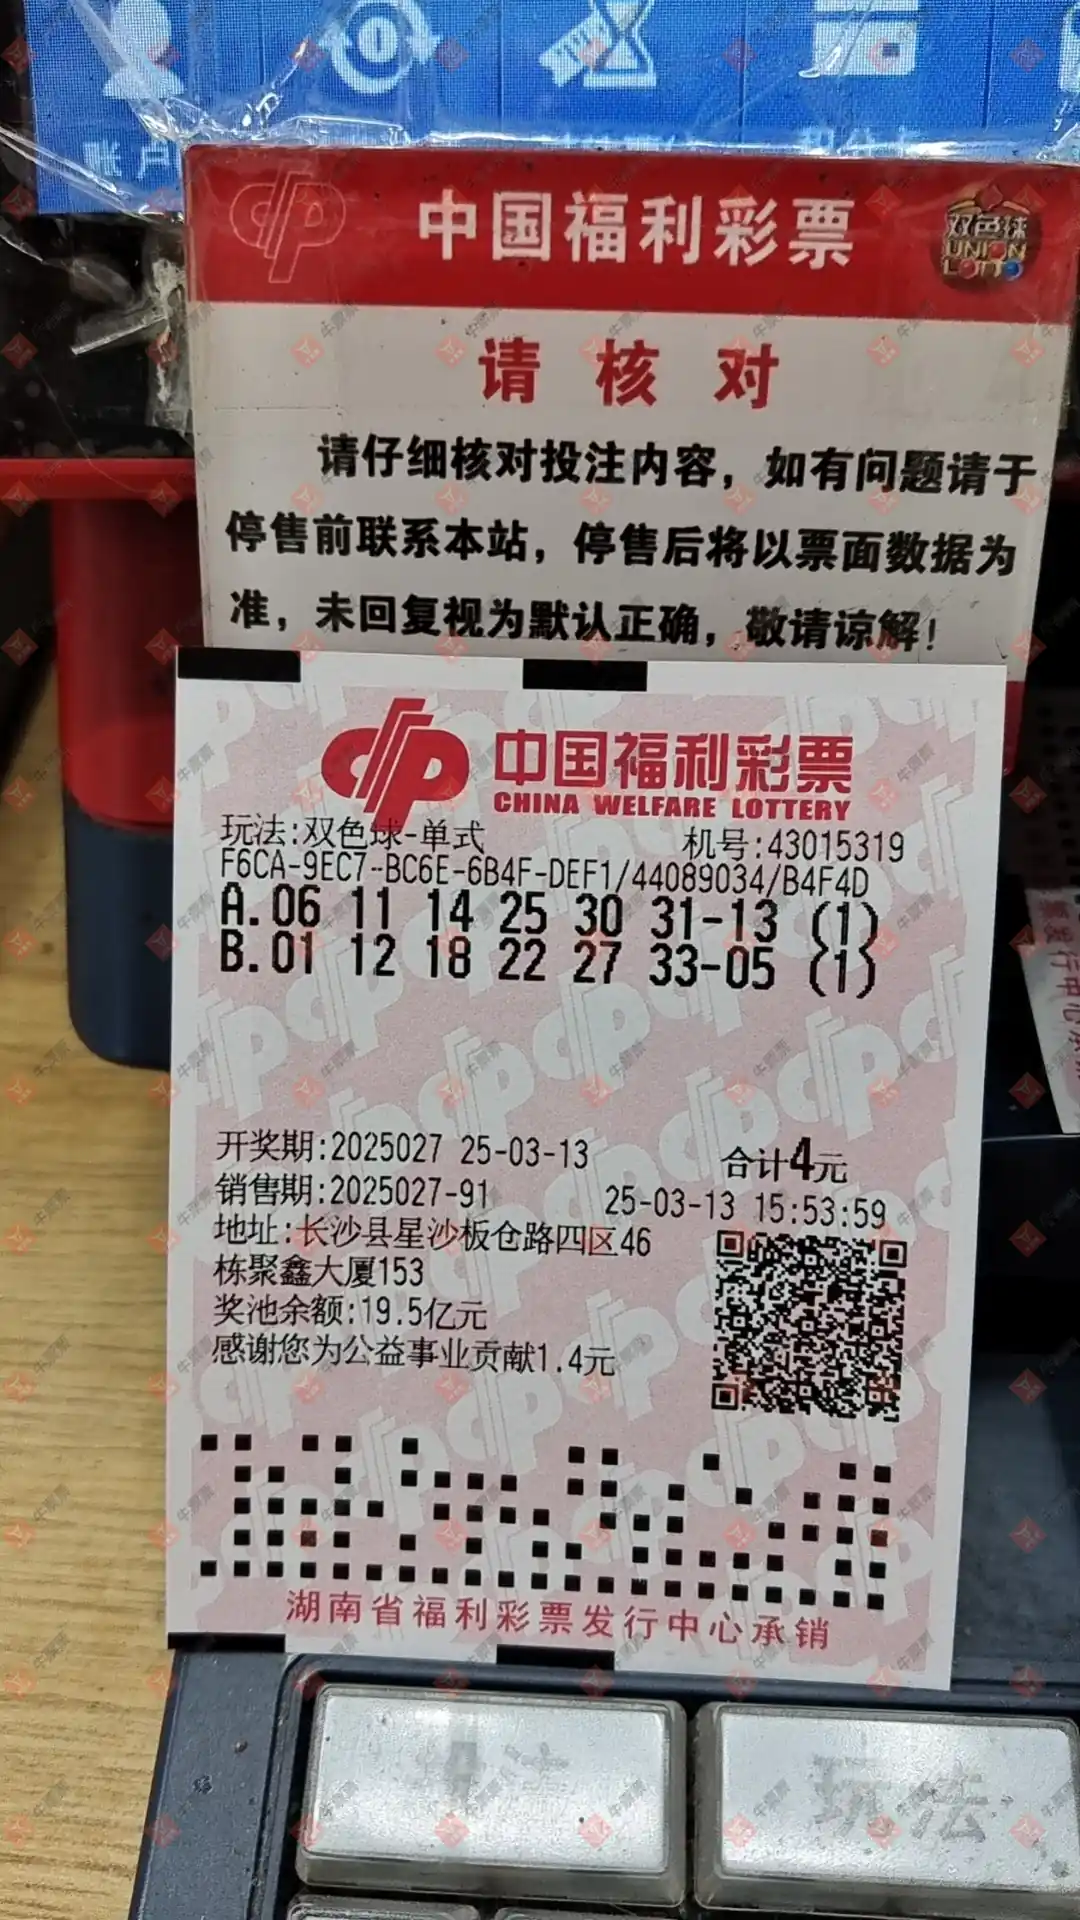 账户
中国福利彩票
双色球
UNION
LOTTO
请核对
请仔细核对投注内容，如有问题请于
停售前联系本站，停售后将以票面数据为
准，未回复视为默认正确，敬请谅解！
中国福利彩票
CHINA WELFARE LOTTERY
玩法:双色球-单式 机号:43015319
F6CA-9EC7-BC6E-6B4F-DEF1/44089034/B4F4D
A.06 11 14 25 30 31-13 (1)
B.01 12 18 22 27 33-05 (1)
开奖期:2025027 25-03-13 合计4元
销售期:2025027-91 25-03-13 15:53:59
地址:长沙县星沙板仓路四区46
栋聚鑫大厦153
奖池余额:19.5亿元
感谢您为公益事业贡献1.4元
湖南省福利彩票发行中心承销
玩法